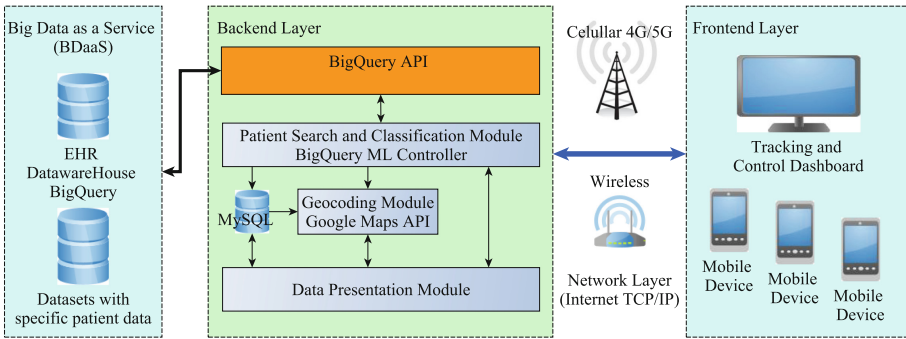 Big Data as a Service
(BDaaS)
EHR
DatawareHouse
BigQuery
Datasets with
specific patient data
Backend Layer
BigQuery API
Patient Search and Classification Module
BigQuery ML Controller
MySQL
Geocoding Module
Google Maps API
Data Presentation Module
Celullar 4G/5G
Wireless
Network Layer
(Internet TCP/IP)
Frontend Layer
Tracking and
Control Dashboard
Mobile
Device
Mobile
Device
Mobile
Device